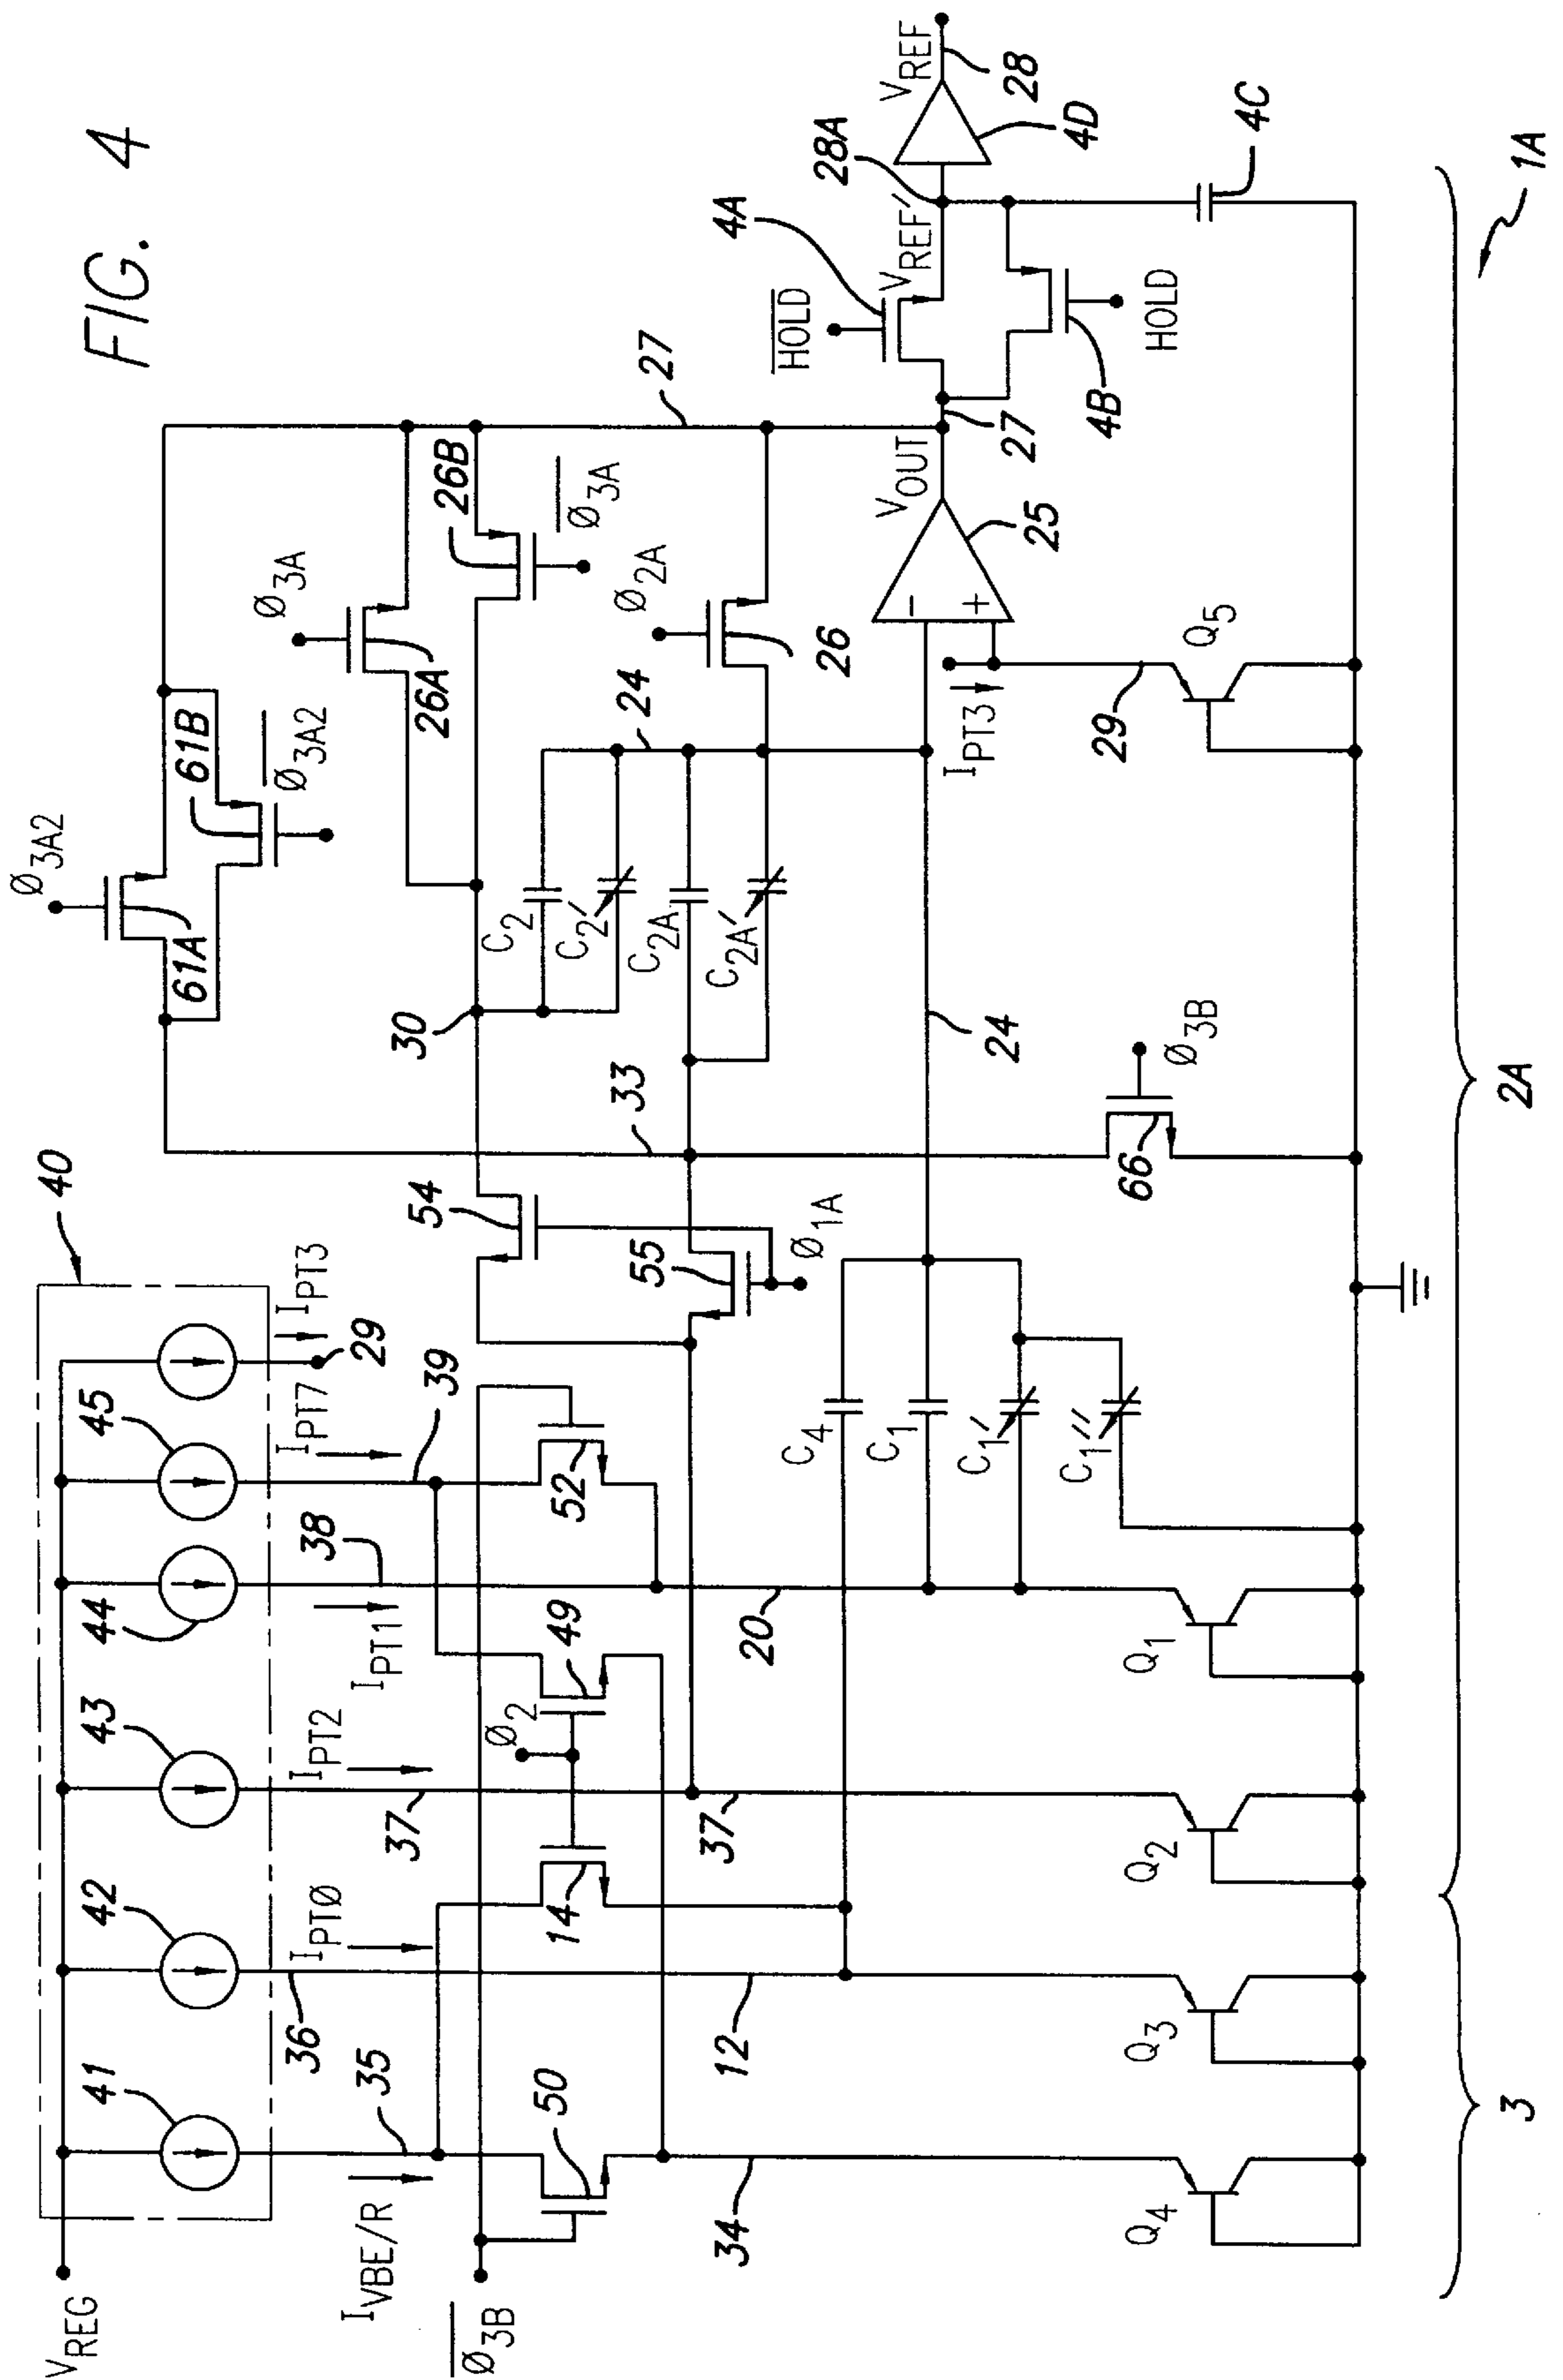 FIG. 4
40
V_REG
41
42
43
44
45
I_VBE/R
35
36
I_PTØ
37
I_PT2
I_PT1
38
I_PT7
39
I_PT3
29
Ø_3A2
61A
61B
Ø̅_3A2
Ø_3A
26A
26B
Ø̅_3A
27
Ø̅_3B
50
14
Ø_2
49
52
54
55
Ø_1A
33
30
C_2
C_2′
C_2A
C_2A′
24
Ø_2A
26
H̅O̅L̅D̅
4A
V_REF′
28A
V_REF
28
4D
34
12
37
20
C_4
C_1
C_1′
C_1″
24
66
Ø_3B
I_PT3
29
−
+
25
V_OUT
27
4B
HOLD
4C
Q_4
Q_3
Q_2
Q_1
Q_5
3
2A
1A